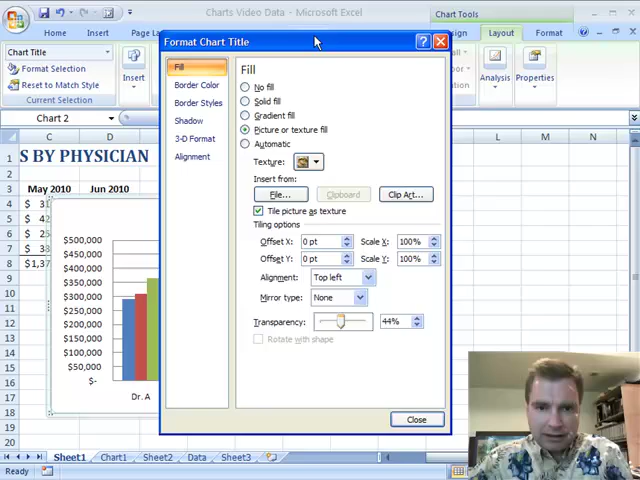 Charts Video Data - Microsoft Excel
Chart Tools
Home
Insert
Page La
Layout
Format
Chart Title
Format Selection
Reset to Match Style
Current Selection
Insert
Analysis
Properties
Chart 2
Format Chart Title
Fill
Border Color
Border Styles
Shadow
3-D Format
Alignment
Fill
No fill
Solid fill
Gradient fill
Picture or texture fill
Automatic
Texture:
Insert from:
File...
Clipboard
Clip Art...
Tile picture as texture
Tiling options
Offset X: 0 pt Scale X: 100%
Offset Y: 0 pt Scale Y: 100%
Alignment: Top left
Mirror type: None
Transparency: 44%
Rotate with shape
Close
C D L M N
1 S BY PHYSICIAN
2
3 May 2010 Jun 2010
4 $ 31
5 $ 42
6 $ 25
7 $ 38
8 $1,37
9
10
11
12
13
14
15
16
17
18
19
20
$500,000
$450,000
$400,000
$350,000
$300,000
$250,000
$200,000
$150,000
$100,000
$50,000
$-
Dr. A
Sheet1 Chart1 Sheet2 Data Sheet3
Ready